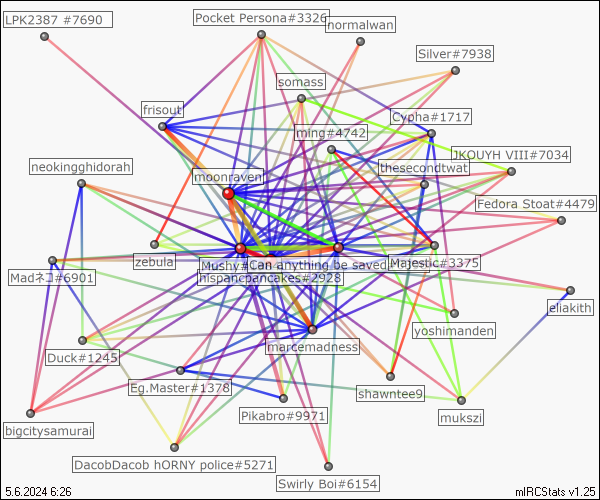 LPK2387 #7690
Pocket Persona#3326
normalwan
Silver#7938
somass
frisout
Cypha#1717
ming#4742
JKOUYH VIII#7034
neokingghidorah
thesecondtwat
moonraven
Fedora Stoat#4479
zebula
Mushy#
Can anything be saved
Majestic#3375
Madネコ#6901
hispancpancakes#2928
eliakith
yoshimanden
marcemadness
Duck#1245
Eg.Master#1378
shawntee9
Pikabro#9971
mukszi
bigcitysamurai
DacobDacob hORNY police#5271
Swirly Boi#6154
5.6.2024 6:26
mIRCStats v1.25